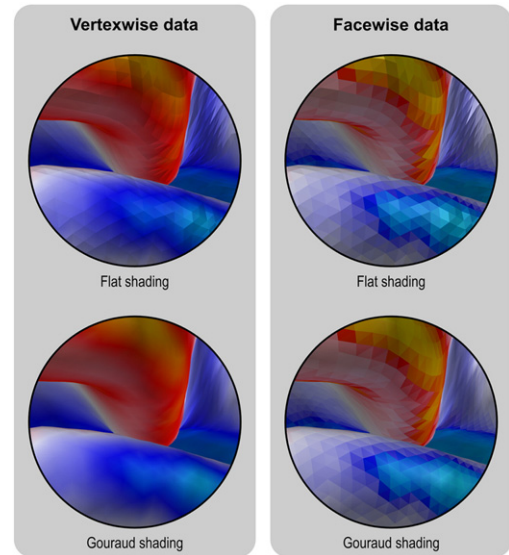 Vertexwise data
Flat shading
Gouraud shading
Facewise data
Flat shading
Gouraud shading